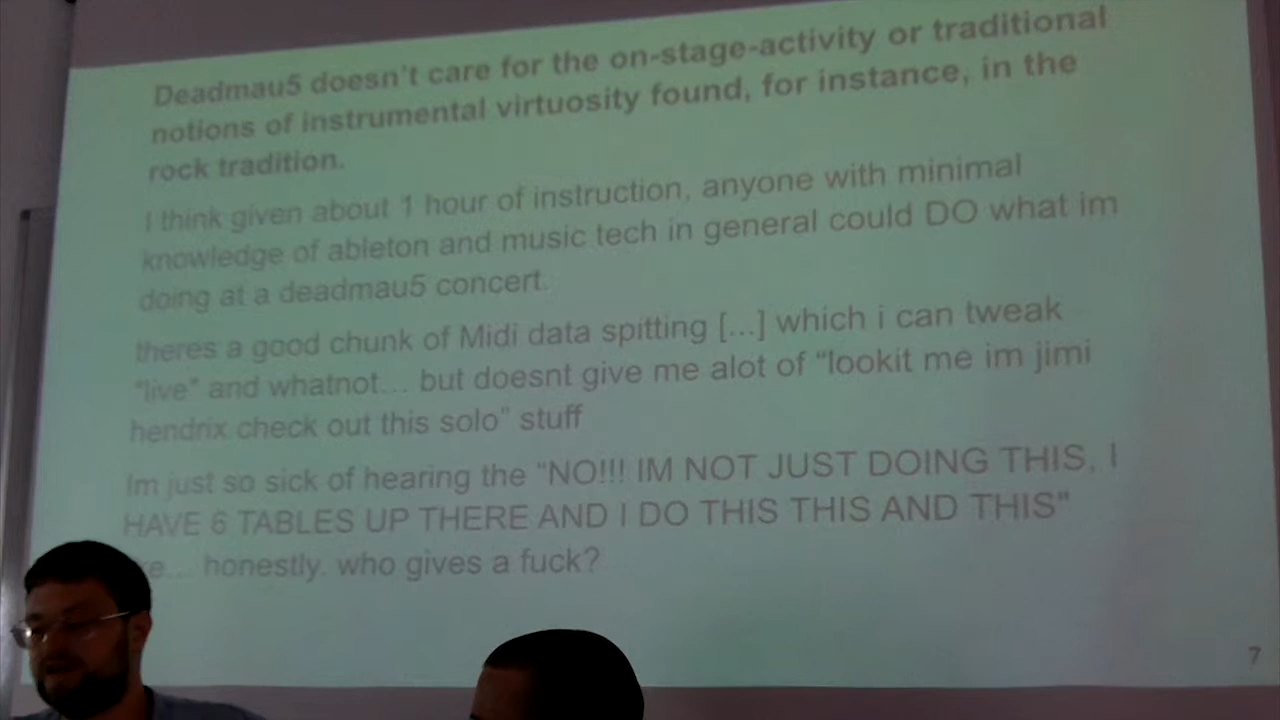 Deadmau5 doesn't care for the on-stage-activity or traditional
notions of instrumental virtuosity found, for instance, in the
rock tradition.
I think given about 1 hour of instruction, anyone with minimal
knowledge of ableton and music tech in general could DO what im
doing at a deadmau5 concert.
theres a good chunk of Midi data spitting [...] which i can tweak
"live" and whatnot... but doesnt give me alot of "lookit me im jimi
hendrix check out this solo" stuff
Im just so sick of hearing the "NO!!! IM NOT JUST DOING THIS, I
HAVE 6 TABLES UP THERE AND I DO THIS THIS AND THIS"
honestly. who gives a fuck?
7